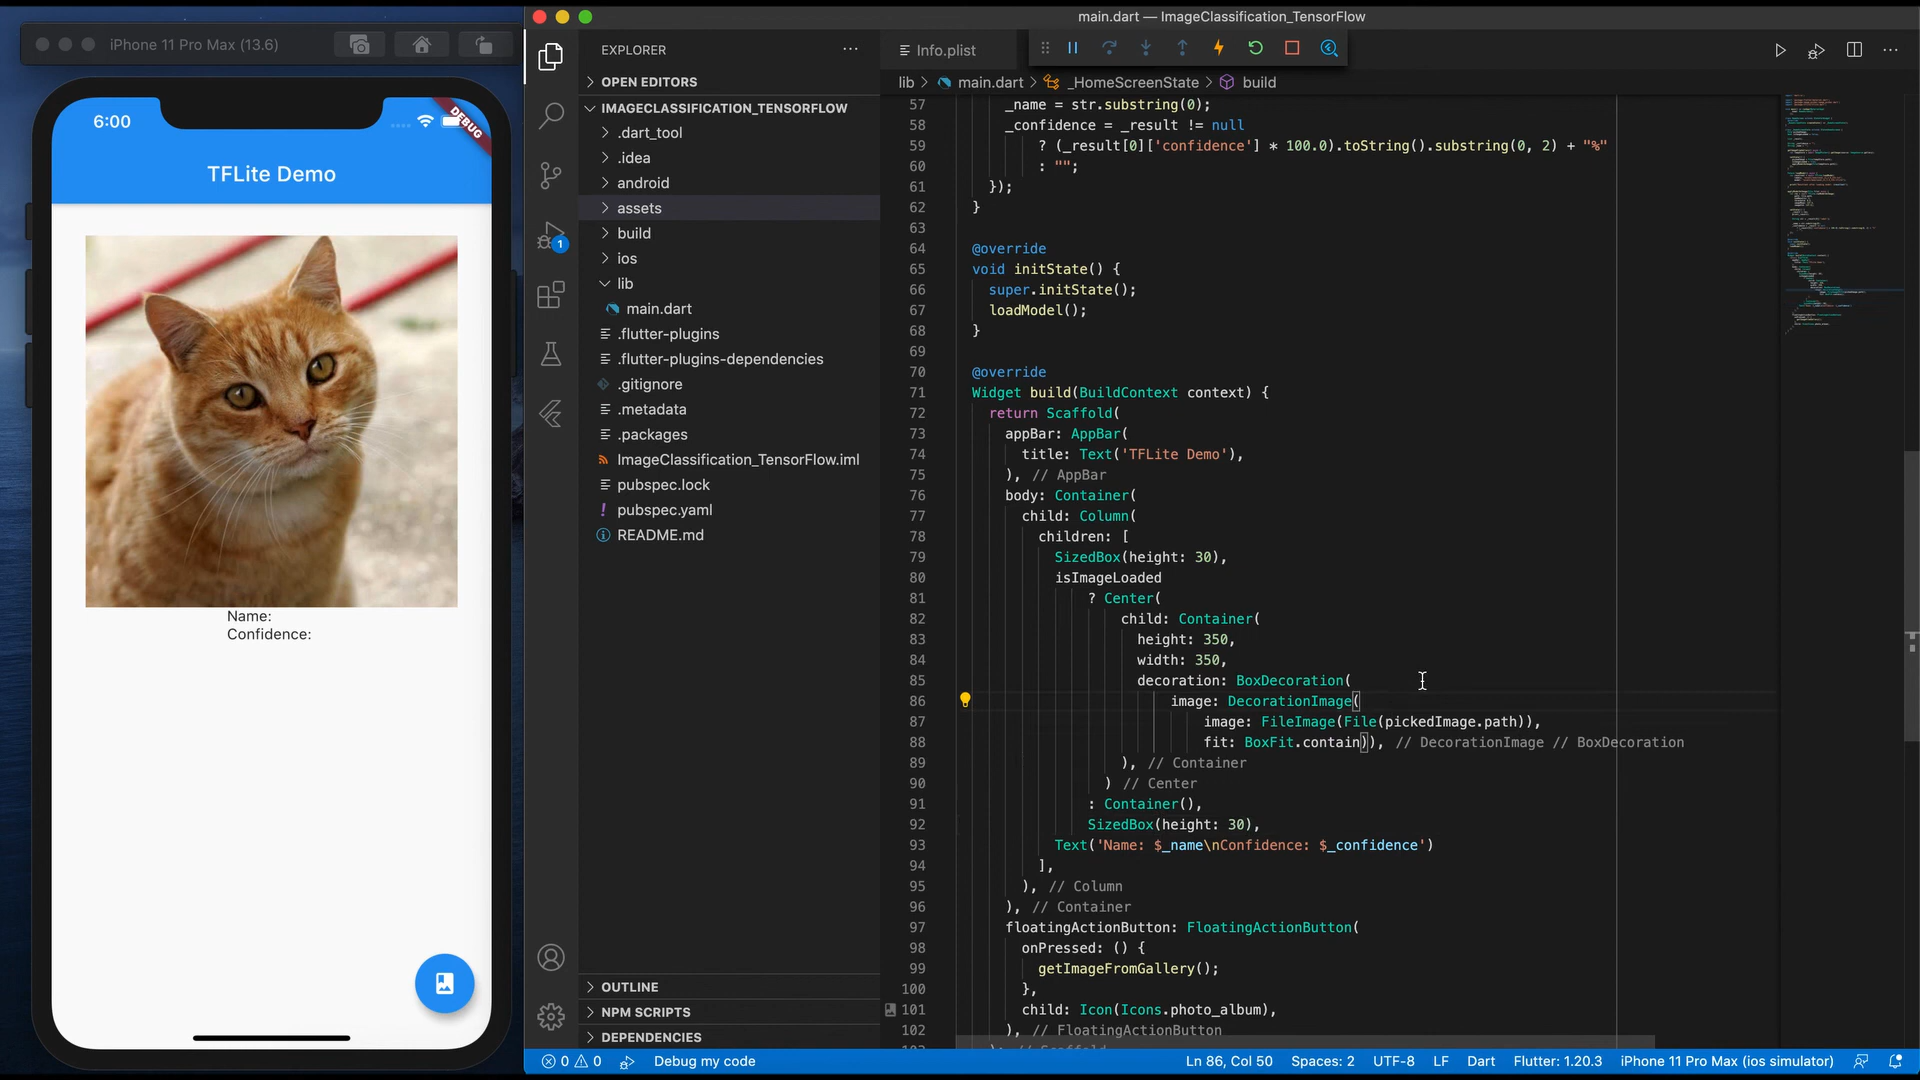 iPhone 11 Pro Max (13.6)
6:00
DEBUG
TFLite Demo
Name:
Confidence:
main.dart — ImageClassification_TensorFlow
EXPLORER
OPEN EDITORS
IMAGECLASSIFICATION_TENSORFLOW
.dart_tool
.idea
android
assets
build
ios
lib
main.dart
.flutter-plugins
.flutter-plugins-dependencies
.gitignore
.metadata
.packages
ImageClassification_TensorFlow.iml
pubspec.lock
! pubspec.yaml
README.md
OUTLINE
NPM SCRIPTS
DEPENDENCIES
1
Info.plist
lib > main.dart > _HomeScreenState > build
57 _name = str.substring(0);
58 _confidence = _result != null
59 ? (_result[0]['confidence'] * 100.0).toString().substring(0, 2) + "%"
60 : "";
61 });
62 }
63
64 @override
65 void initState() {
66 super.initState();
67 loadModel();
68 }
69
70 @override
71 Widget build(BuildContext context) {
72 return Scaffold(
73 appBar: AppBar(
74 title: Text('TFLite Demo'),
75 ), // AppBar
76 body: Container(
77 child: Column(
78 children: [
79 SizedBox(height: 30),
80 isImageLoaded
81 ? Center(
82 child: Container(
83 height: 350,
84 width: 350,
85 decoration: BoxDecoration(
86 image: DecorationImage(
87 image: FileImage(File(pickedImage.path)),
88 fit: BoxFit.contain)), // DecorationImage // BoxDecoration
89 ), // Container
90 ) // Center
91 : Container(),
92 SizedBox(height: 30),
93 Text('Name: $_name\nConfidence: $_confidence')
94 ],
95 ), // Column
96 ), // Container
97 floatingActionButton: FloatingActionButton(
98 onPressed: () {
99 getImageFromGallery();
100 },
101 child: Icon(Icons.photo_album),
102 ), // FloatingActionButton
0 0 Debug my code Ln 86, Col 50 Spaces: 2 UTF-8 LF Dart Flutter: 1.20.3 iPhone 11 Pro Max (ios simulator)